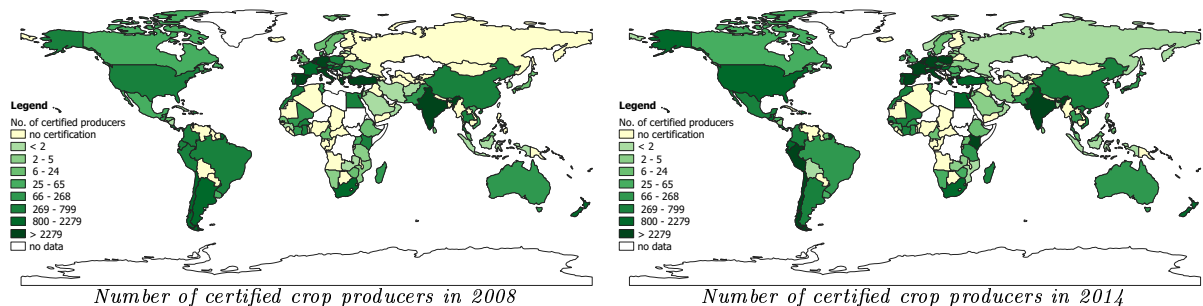 Legend
No. of certified producers
no certification
< 2
2 - 5
6 - 24
25 - 65
66 - 268
269 - 799
800 - 2279
> 2279
no data
Number of certified crop producers in 2008
Legend
No. of certified producers
no certification
< 2
2 - 5
6 - 24
25 - 65
66 - 268
269 - 799
800 - 2279
> 2279
no data
Number of certified crop producers in 2014